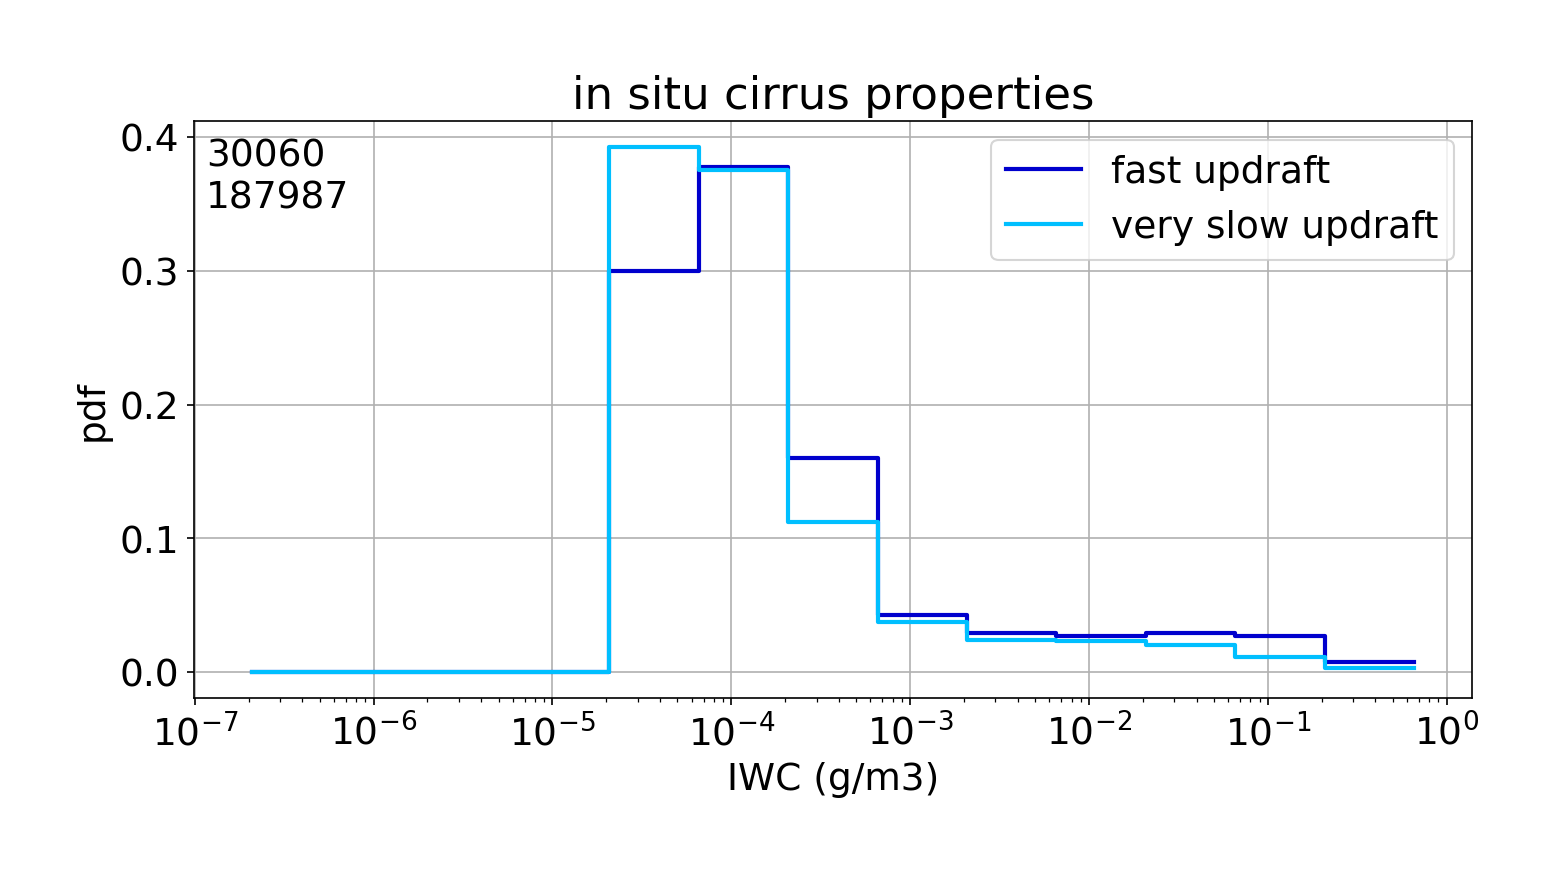 in situ cirrus properties
30060
187987
fast updraft
very slow updraft
pdf
0.4
0.3
0.2
0.1
0.0
10⁻⁷ 10⁻⁶ 10⁻⁵ 10⁻⁴ 10⁻³ 10⁻² 10⁻¹ 10⁰
IWC (g/m3)